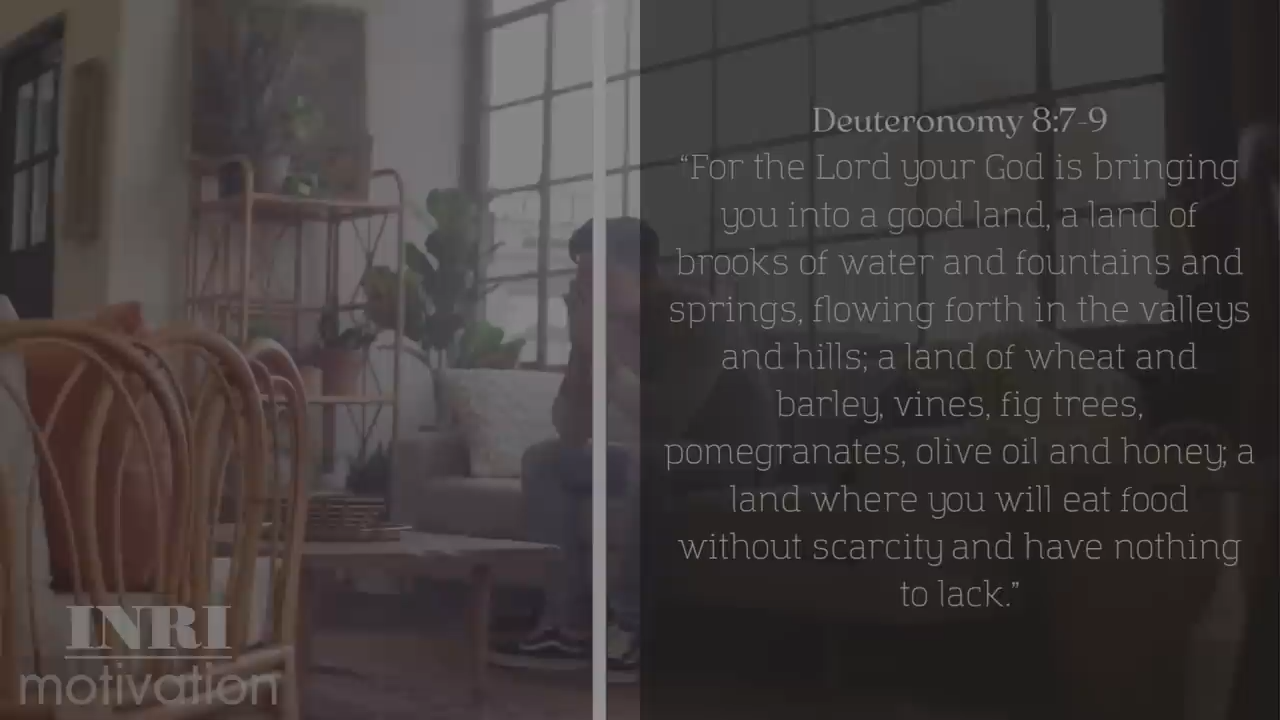 Deuteronomy 8:7-9
“For the Lord your God is bringing
you into a good land, a land of
brooks of water and fountains and
springs, flowing forth in the valleys
and hills; a land of wheat and
barley, vines, fig trees,
pomegranates, olive oil and honey; a
land where you will eat food
without scarcity and have nothing
to lack.”
INRI
motivation